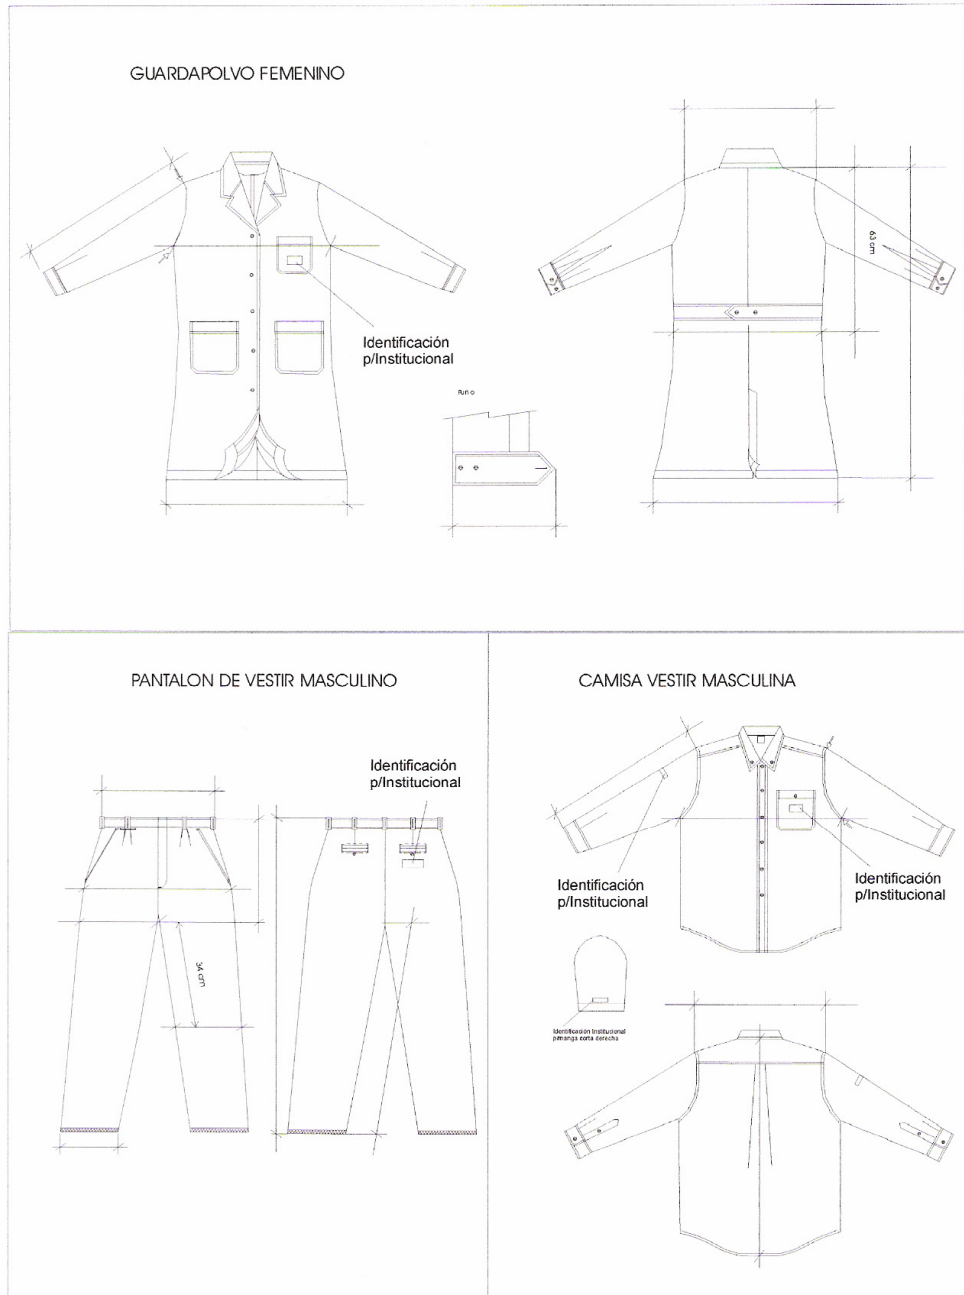 GUARDAPOLVO FEMENINO
63 cm
Identificación
p/Institucional
Puño
PANTALON DE VESTIR MASCULINO
Identificación
p/Institucional
34 cm
CAMISA VESTIR MASCULINA
Identificación
p/Institucional
Identificación
p/Institucional
Identificación Institucional
p/manga corta derecha